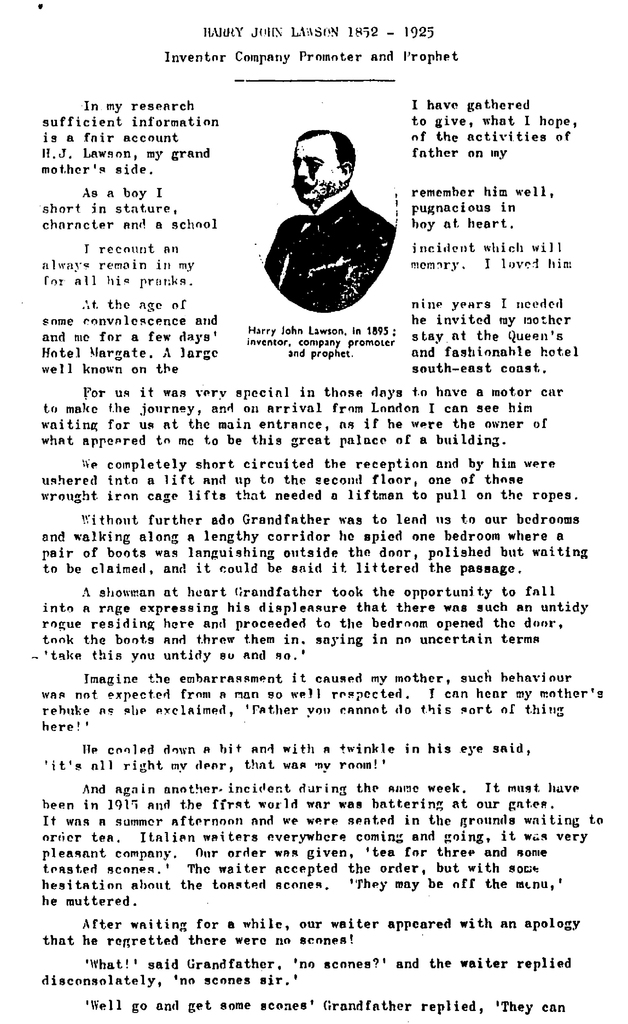 HARRY JOHN LAWSON 1852 - 1925
Inventor Company Promoter and Prophet
In my research I have gathered
sufficient information to give, what I hope,
is a fair account of the activities of
H.J. Lawson, my grand father on my
mother's side.
As a boy I remember him well,
short in stature, pugnacious in
character and a school boy at heart.
I recount an incident which will
always remain in my memory. I loved him
for all his pranks.
At the age of nine years I needed
some convalescence and he invited my mother
and me for a few days' stay at the Queen's
Hotel Margate. A large and fashionable hotel
well known on the south-east coast.
Harry John Lawson, in 1895;
inventor, company promoter
and prophet.
For us it was very special in those days to have a motor car
to make the journey, and on arrival from London I can see him
waiting for us at the main entrance, as if he were the owner of
what appeared to me to be this great palace of a building.
We completely short circuited the reception and by him were
ushered into a lift and up to the second floor, one of those
wrought iron cage lifts that needed a liftman to pull on the ropes.
Without further ado Grandfather was to lead us to our bedrooms
and walking along a lengthy corridor he spied one bedroom where a
pair of boots was languishing outside the door, polished but waiting
to be claimed, and it could be said it littered the passage.
A showman at heart Grandfather took the opportunity to fall
into a rage expressing his displeasure that there was such an untidy
rogue residing here and proceeded to the bedroom opened the door,
took the boots and threw them in. saying in no uncertain terms
- 'take this you untidy so and so.'
Imagine the embarrassment it caused my mother, such behaviour
was not expected from a man so well respected. I can hear my mother's
rebuke as she exclaimed, 'Father you cannot do this sort of thing
here!'
He cooled down a bit and with a twinkle in his eye said,
'it's all right my dear, that was my room!'
And again another incident during the same week. It must have
been in 1915 and the first world war was battering at our gates.
It was a summer afternoon and we were seated in the grounds waiting to
order tea. Italian waiters everywhere coming and going, it was very
pleasant company. Our order was given, 'tea for three and some
toasted scones.' The waiter accepted the order, but with some
hesitation about the toasted scones. 'They may be off the menu,'
he muttered.
After waiting for a while, our waiter appeared with an apology
that he regretted there were no scones!
'What!' said Grandfather, 'no scones?' and the waiter replied
disconsolately, 'no scones sir.'
'Well go and get some scones' Grandfather replied, 'They can